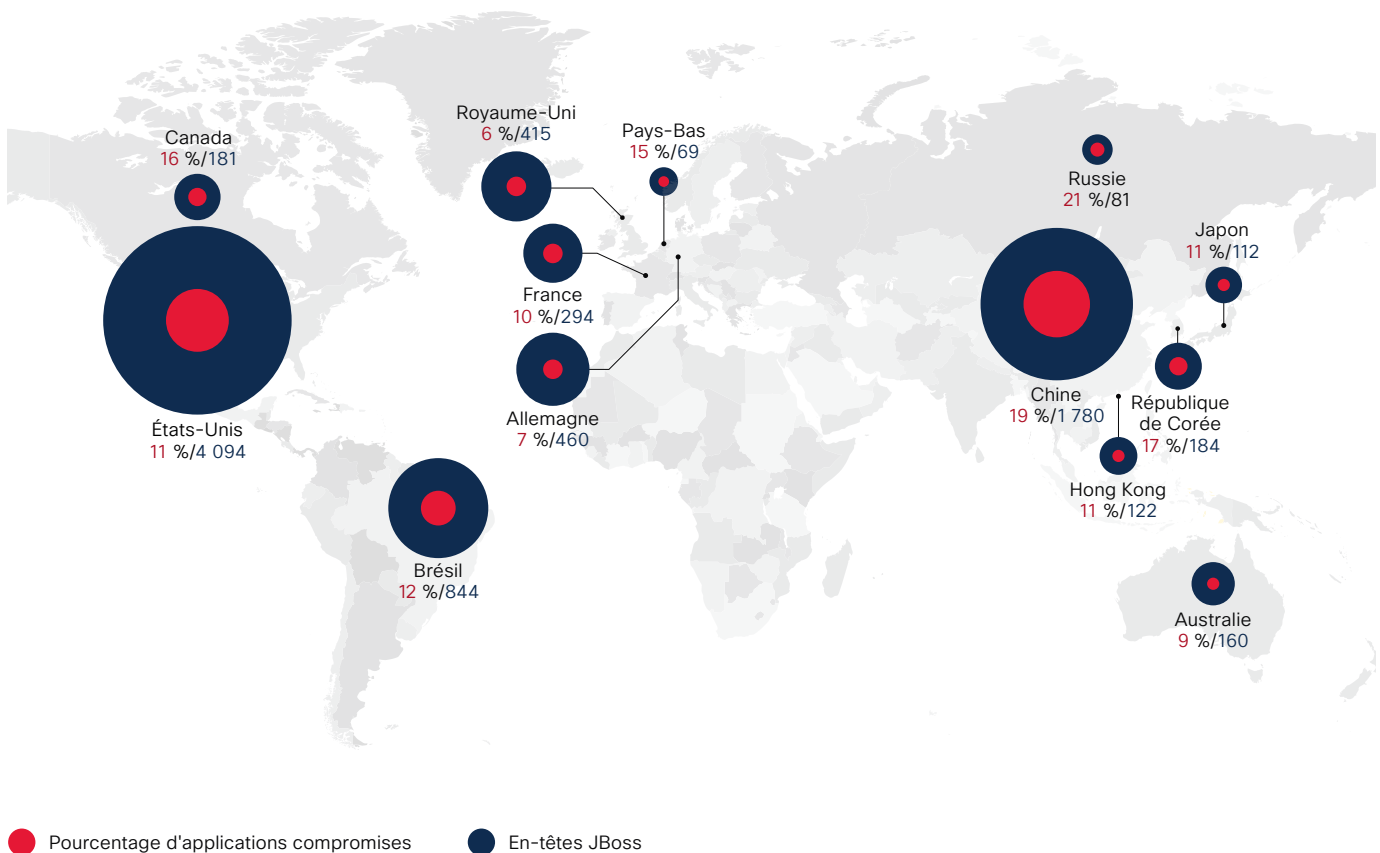 Royaume-Uni
6 %/415
Canada
16 %/181
Pays-Bas
15 %/69
Russie
21 %/81
Japon
11 %/112
France
10 %/294
Chine
19 %/1 780
République
de Corée
17 %/184
Allemagne
7 %/460
États-Unis
11 %/4 094
Hong Kong
11 %/122
Brésil
12 %/844
Australie
9 %/160
Pourcentage d'applications compromises
En-têtes JBoss